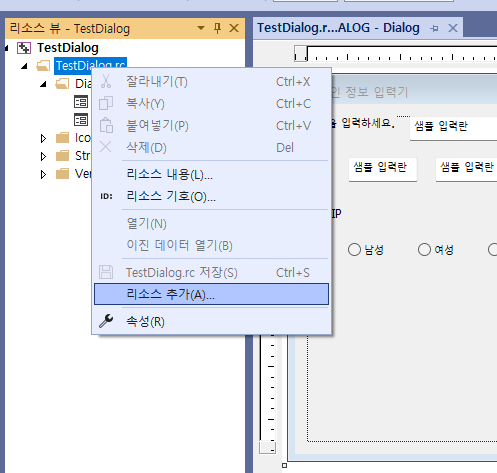 리소스 뷰 - TestDialog
TestDialog.r...ALOG - Dialog
TestDialog
TestDialog.rc
Dia
Ico
Str
Ver
잘라내기(T) Ctrl+X
복사(Y) Ctrl+C
붙여넣기(P) Ctrl+V
삭제(D) Del
리소스 내용(L)...
ID: 리소스 기호(O)...
열기(N)
이진 데이터 열기(B)
TestDialog.rc 저장(S) Ctrl+S
리소스 추가(A)...
속성(R)
인 정보 입력기
을 입력하세요. 샘플 입력란
샘플 입력란 샘플 입력란
IP
남성 여성